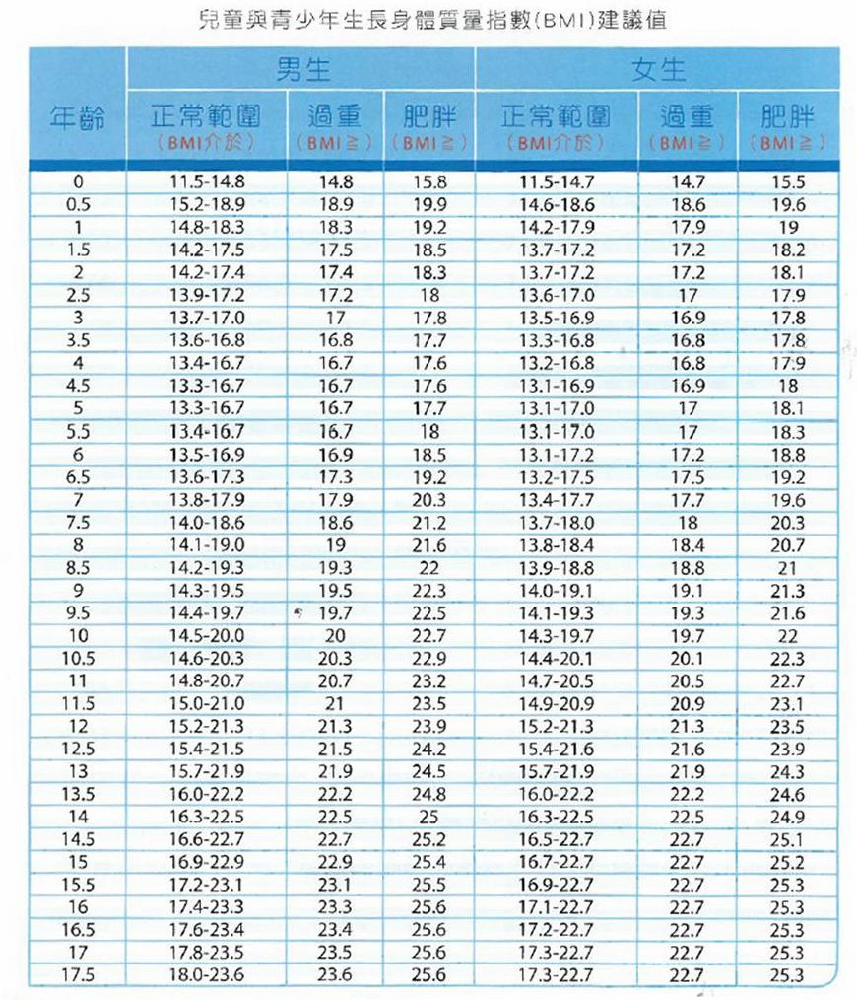 兒童與青少年生長身體質量指數(BMI)建議值
年齡 男生 女生
正常範圍 過重 肥胖 正常範圍 過重 肥胖
(BMI介於) (BMI≧) (BMI≧) (BMI介於) (BMI≧) (BMI≧)
0 11.5-14.8 14.8 15.8 11.5-14.7 14.7 15.5
0.5 15.2-18.9 18.9 19.9 14.6-18.6 18.6 19.6
1 14.8-18.3 18.3 19.2 14.2-17.9 17.9 19
1.5 14.2-17.5 17.5 18.5 13.7-17.2 17.2 18.2
2 14.2-17.4 17.4 18.3 13.7-17.2 17.2 18.1
2.5 13.9-17.2 17.2 18 13.6-17.0 17 17.9
3 13.7-17.0 17 17.8 13.5-16.9 16.9 17.8
3.5 13.6-16.8 16.8 17.7 13.3-16.8 16.8 17.8
4 13.4-16.7 16.7 17.6 13.2-16.8 16.8 17.9
4.5 13.3-16.7 16.7 17.6 13.1-16.9 16.9 18
5 13.3-16.7 16.7 17.7 13.1-17.0 17 18.1
5.5 13.4-16.7 16.7 18 13.1-17.0 17 18.3
6 13.5-16.9 16.9 18.5 13.1-17.2 17.2 18.8
6.5 13.6-17.3 17.3 19.2 13.2-17.5 17.5 19.2
7 13.8-17.9 17.9 20.3 13.4-17.7 17.7 19.6
7.5 14.0-18.6 18.6 21.2 13.7-18.0 18 20.3
8 14.1-19.0 19 21.6 13.8-18.4 18.4 20.7
8.5 14.2-19.3 19.3 22 13.9-18.8 18.8 21
9 14.3-19.5 19.5 22.3 14.0-19.1 19.1 21.3
9.5 14.4-19.7 19.7 22.5 14.1-19.3 19.3 21.6
10 14.5-20.0 20 22.7 14.3-19.7 19.7 22
10.5 14.6-20.3 20.3 22.9 14.4-20.1 20.1 22.3
11 14.8-20.7 20.7 23.2 14.7-20.5 20.5 22.7
11.5 15.0-21.0 21 23.5 14.9-20.9 20.9 23.1
12 15.2-21.3 21.3 23.9 15.2-21.3 21.3 23.5
12.5 15.4-21.5 21.5 24.2 15.4-21.6 21.6 23.9
13 15.7-21.9 21.9 24.5 15.7-21.9 21.9 24.3
13.5 16.0-22.2 22.2 24.8 16.0-22.2 22.2 24.6
14 16.3-22.5 22.5 25 16.3-22.5 22.5 24.9
14.5 16.6-22.7 22.7 25.2 16.5-22.7 22.7 25.1
15 16.9-22.9 22.9 25.4 16.7-22.7 22.7 25.2
15.5 17.2-23.1 23.1 25.5 16.9-22.7 22.7 25.3
16 17.4-23.3 23.3 25.6 17.1-22.7 22.7 25.3
16.5 17.6-23.4 23.4 25.6 17.2-22.7 22.7 25.3
17 17.8-23.5 23.5 25.6 17.3-22.7 22.7 25.3
17.5 18.0-23.6 23.6 25.6 17.3-22.7 22.7 25.3